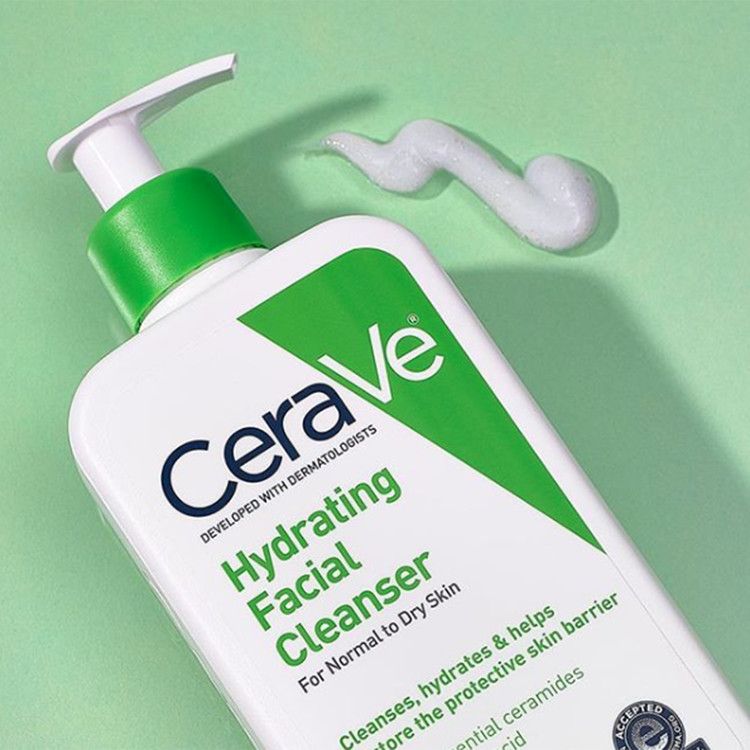 CeraVe®
DEVELOPED WITH DERMATOLOGISTS
Hydrating
Facial
Cleanser
For Normal to Dry Skin
Cleanses, hydrates & helps
store the protective skin barrier
ential ceramides
cid
ACCEPTED